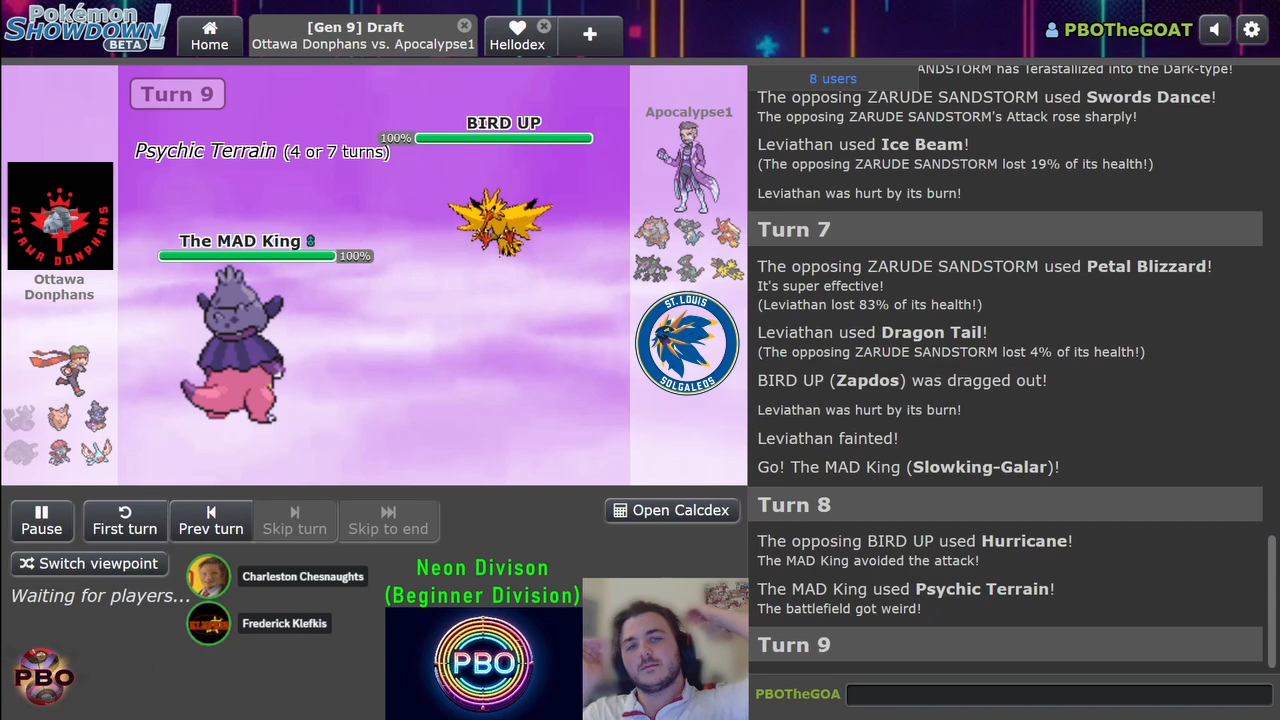 Pokémon
SHOWDOWN!
BETA
Home
[Gen 9] Draft
Ottawa Donphans vs. Apocalypse1
Hellodex
PBOTheGOAT
8 users
Turn 9
BIRD UP
100%
Psychic Terrain (4 or 7 turns)
The MAD King
100%
OTTAWA DONPHANS
Ottawa
Donphans
Apocalypse1
ST. LOUIS
SOLGALEOS
ANDSTORM has Terastallized into the Dark-type!
The opposing ZARUDE SANDSTORM used Swords Dance!
The opposing ZARUDE SANDSTORM's Attack rose sharply!
Leviathan used Ice Beam!
(The opposing ZARUDE SANDSTORM lost 19% of its health!)
Leviathan was hurt by its burn!
Turn 7
The opposing ZARUDE SANDSTORM used Petal Blizzard!
It's super effective!
(Leviathan lost 83% of its health!)
Leviathan used Dragon Tail!
(The opposing ZARUDE SANDSTORM lost 4% of its health!)
BIRD UP (Zapdos) was dragged out!
Leviathan was hurt by its burn!
Leviathan fainted!
Go! The MAD King (Slowking-Galar)!
Turn 8
The opposing BIRD UP used Hurricane!
The MAD King avoided the attack!
The MAD King used Psychic Terrain!
The battlefield got weird!
Turn 9
PBOTheGOA
Pause
First turn
Prev turn
Skip turn
Skip to end
Open Calcdex
Switch viewpoint
Waiting for players...
Charleston Chesnaughts
Frederick Klefkis
Neon Divison
(Beginner Division)
PBO
PBO